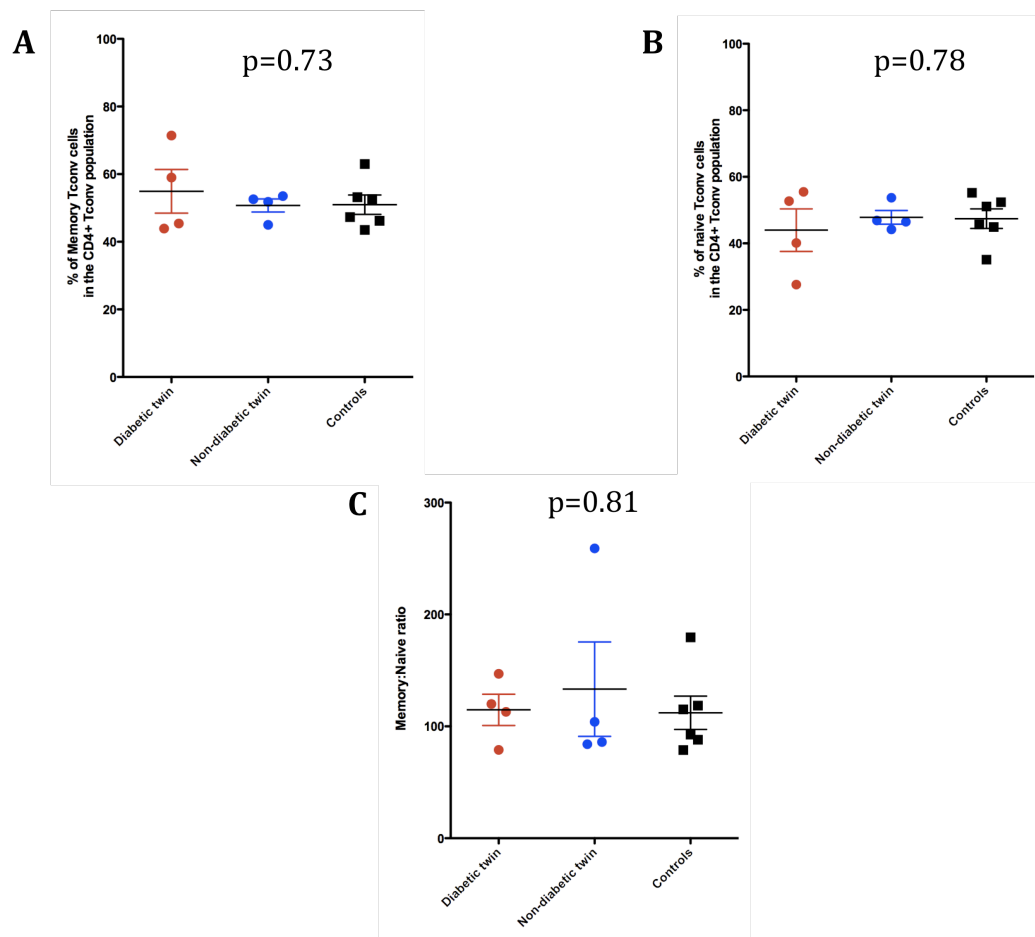 A
p=0.73
% of Memory Tconv cells
in the CD4+ Tconv population
100
80
60
40
20
0
Diabetic twin
Non-diabetic twin
Controls
B
p=0.78
% of naive Tconv cells
in the CD4+ Tconv population
100
80
60
40
20
0
Diabetic twin
Non-diabetic twin
Controls
C
p=0.81
Memory:Naive ratio
300
200
100
0
Diabetic twin
Non-diabetic twin
Controls